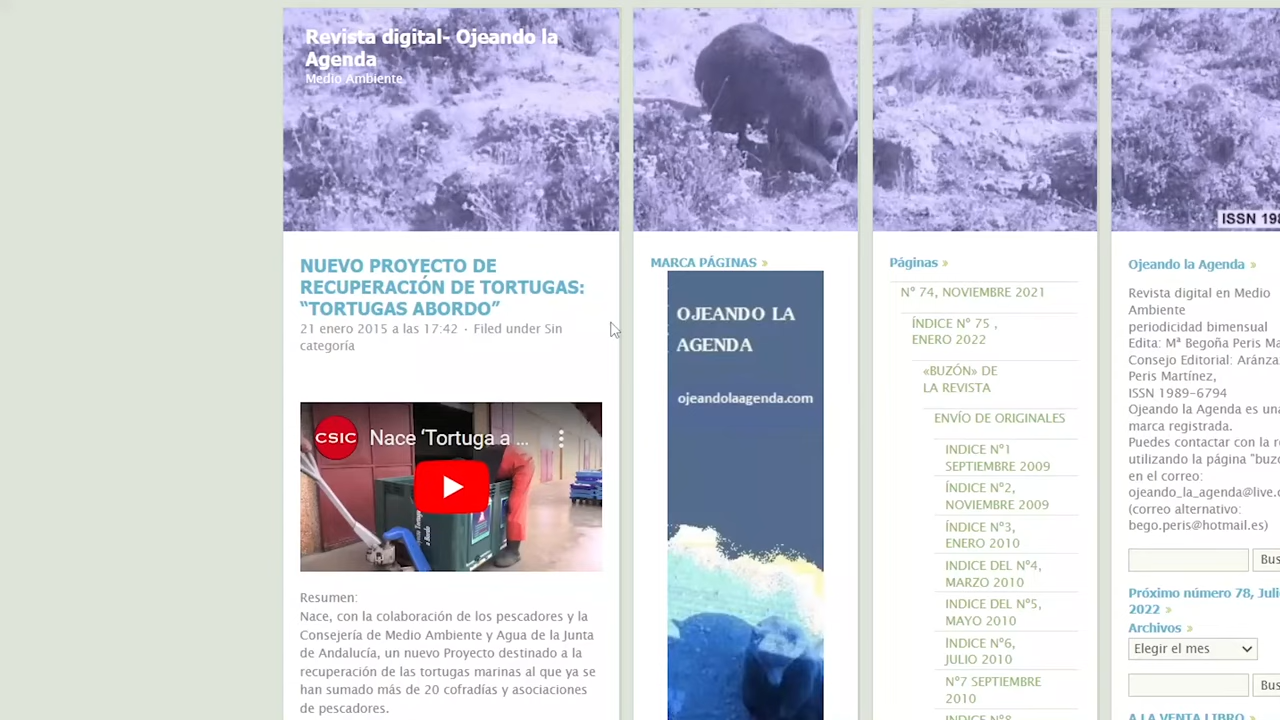 Revista digital- Ojeando la
Agenda
Medio Ambiente
ISSN 198
NUEVO PROYECTO DE
RECUPERACIÓN DE TORTUGAS:
“TORTUGAS ABORDO”
21 enero 2015 a las 17:42 · Filed under Sin
categoría
CSIC
Nace ‘Tortuga a ...
Resumen:
Nace, con la colaboración de los pescadores y la
Consejería de Medio Ambiente y Agua de la Junta
de Andalucía, un nuevo Proyecto destinado a la
recuperación de las tortugas marinas al que ya se
han sumado más de 20 cofradías y asociaciones
de pescadores.
MARCA PÁGINAS »
OJEANDO LA
AGENDA
ojeandolaagenda.com
Páginas »
Nº 74, NOVIEMBRE 2021
ÍNDICE Nº 75 ,
ENERO 2022
«BUZÓN» DE
LA REVISTA
ENVÍO DE ORIGINALES
INDICE Nº1
SEPTIEMBRE 2009
ÍNDICE Nº2,
NOVIEMBRE 2009
ÍNDICE Nº3,
ENERO 2010
INDICE DEL Nº4,
MARZO 2010
INDICE DEL Nº5,
MAYO 2010
ÍNDICE Nº6,
JULIO 2010
Nº7 SEPTIEMBRE
2010
INDICE Nº8
Ojeando la Agenda »
Revista digital en Medio
Ambiente
periodicidad bimensual
Edita: Mª Begoña Peris Ma
Consejo Editorial: Aránza
Peris Martínez,
ISSN 1989-6794
Ojeando la Agenda es una
marca registrada.
Puedes contactar con la re
utilizando la página "buzo
en el correo:
ojeando_la_agenda@live.c
(correo alternativo:
bego.peris@hotmail.es)
Bus
Próximo número 78, Juli
2022 »
Archivos »
Elegir el mes
Bus
A LA VENTA LIBRO »